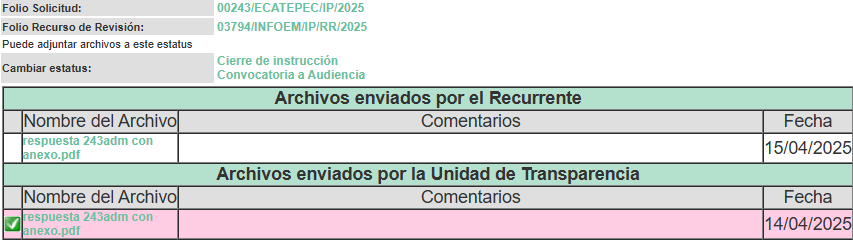 Folio Solicitud: 00243/ECATEPEC/IP/2025
Folio Recurso de Revisión: 03794/INFOEM/IP/RR/2025
Puede adjuntar archivos a este estatus
Cambiar estatus: Cierre de instrucción
Convocatoria a Audiencia
Archivos enviados por el Recurrente
Nombre del Archivo Comentarios Fecha
respuesta 243adm con
anexo.pdf 15/04/2025
Archivos enviados por la Unidad de Transparencia
Nombre del Archivo Comentarios Fecha
respuesta 243adm con
anexo.pdf 14/04/2025